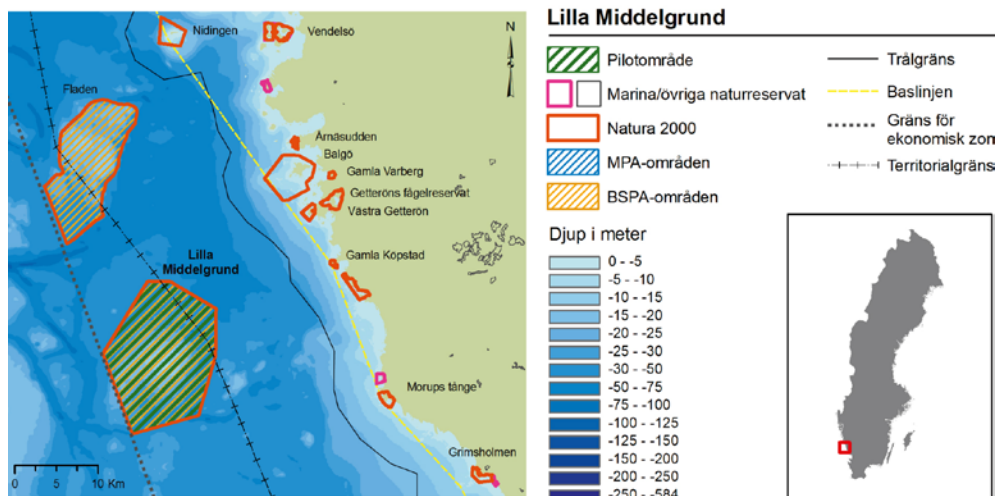 Nidingen
Vendelsö
N
Fladen
Årnäsudden
Balgö
Gamla Varberg
Getteröns fågelreservat
Västra Getterön
Gamla Köpstad
Lilla
Middelgrund
Morups tånge
Grimsholmen
0 5 10 Km
Lilla Middelgrund
Pilotområde
Marina/övriga naturreservat
Natura 2000
MPA-områden
BSPA-områden
Trålgräns
Baslinjen
Gräns för
ekonomisk zon
Territorialgräns
Djup i meter
0 - -5
-5 - -10
-10 - -15
-15 - -20
-20 - -25
-25 - -30
-30 - -50
-50 - -75
-75 - -100
-100 - -125
-125 - -150
-150 - -200
-200 - -250
-250 - -584